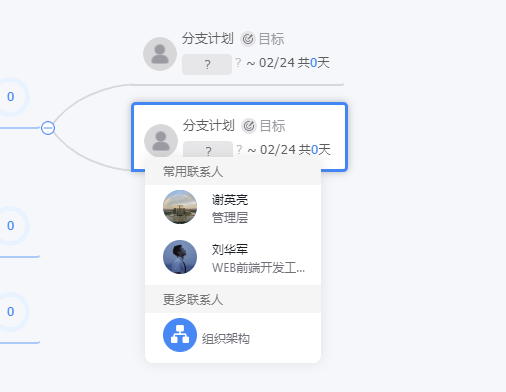 分支计划 目标
? ? ~ 02/24 共0天
0
分支计划 目标
? ? ~ 02/24 共0天
常用联系人
谢英亮
管理层
0
刘华军
WEB前端开发工...
更多联系人
0
组织架构